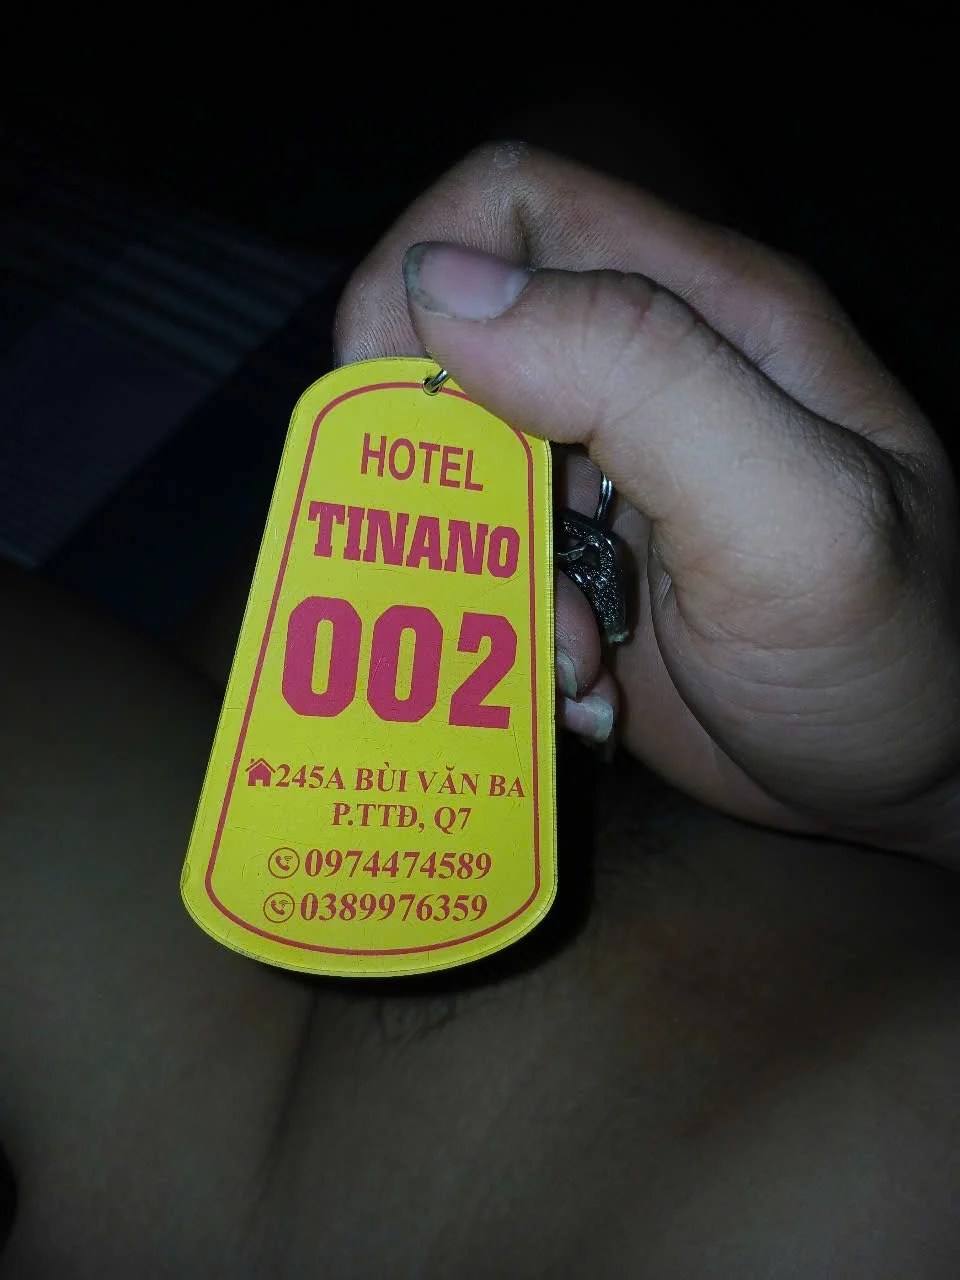 HOTEL
TINANO
002
245A BÙI VĂN BA
P.TTĐ, Q7
0974474589
0389976359